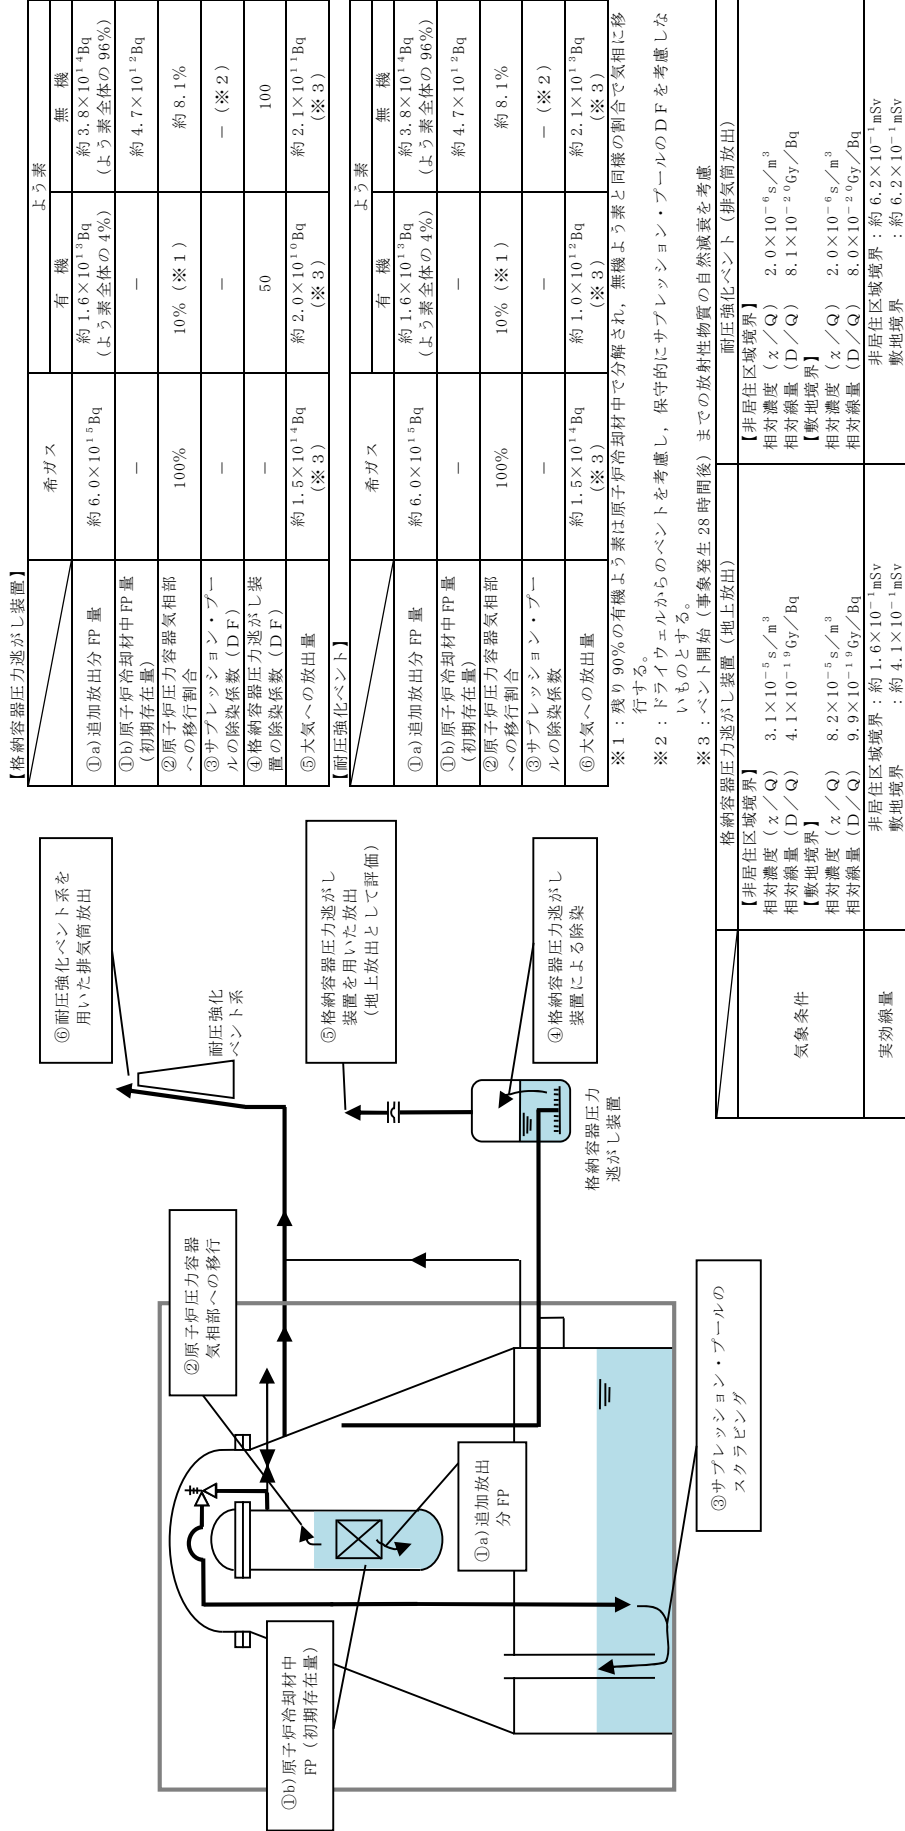 ⑥耐圧強化ベント系を
用いた排気筒放出
耐圧強化
ベント系
⑤格納容器圧力逃がし
装置を用いた放出
(地上放出として評価)
④格納容器圧力逃がし
装置による除染
格納容器圧力
逃がし装置
②原子炉圧力容器
気相部への移行
①a)追加放出
分FP
①b)原子炉冷却材中
FP（初期存在量）
③サプレッション・プールの
スクラビング
【格納容器圧力逃がし装置】
希ガス
よう素
有 機
無 機
①a)追加放出分FP量
約6.0×10¹⁵Bq
約1.6×10¹³Bq
(よう素全体の4%)
約3.8×10¹⁴Bq
(よう素全体の96%)
①b)原子炉冷却材中FP量
(初期存在量)
－
－
約4.7×10¹²Bq
②原子炉圧力容器気相部
への移行割合
100%
10%（※1）
約8.1%
③サプレッション・プー
ルの除染係数（DF）
－
－
－（※2）
④格納容器圧力逃がし装
置の除染係数（DF）
－
50
100
⑤大気への放出量
約1.5×10¹⁴Bq
(※3)
約2.0×10¹⁰Bq
(※3)
約2.1×10¹¹Bq
(※3)
【耐圧強化ベント】
希ガス
よう素
有 機
無 機
①a)追加放出分FP量
約6.0×10¹⁵Bq
約1.6×10¹³Bq
(よう素全体の4%)
約3.8×10¹⁴Bq
(よう素全体の96%)
①b)原子炉冷却材中FP量
(初期存在量)
－
－
約4.7×10¹²Bq
②原子炉圧力容器気相部
への移行割合
100%
10%（※1）
約8.1%
③サプレッション・プー
ルの除染係数
－
－
－（※2）
⑥大気への放出量
約1.5×10¹⁴Bq
(※3)
約1.0×10¹²Bq
(※3)
約2.1×10¹³Bq
(※3)
※1：残り90%の有機よう素は原子炉冷却材中で分解され，無機よう素と同様の割合で気相に移
行する。
※2：ドライウェルからのベントを考慮し，保守的にサプレッション・プールのDFを考慮しな
いものとする。
※3：ベント開始（事象発生28時間後）までの放射性物質の自然減衰を考慮
格納容器圧力逃がし装置（地上放出）
耐圧強化ベント（排気筒放出）
気象条件
【非居住区域境界】
相対濃度（χ／Q） 3.1×10⁻⁵s／m³
相対線量（D／Q） 4.1×10⁻¹⁹Gy／Bq
【敷地境界】
相対濃度（χ／Q） 8.2×10⁻⁵s／m³
相対線量（D／Q） 9.9×10⁻¹⁹Gy／Bq
【非居住区域境界】
相対濃度（χ／Q） 2.0×10⁻⁶s／m³
相対線量（D／Q） 8.1×10⁻²⁰Gy／Bq
【敷地境界】
相対濃度（χ／Q） 2.0×10⁻⁶s／m³
相対線量（D／Q） 8.0×10⁻²⁰Gy／Bq
実効線量
非居住区域境界：約1.6×10⁻¹mSv
敷地境界 ：約4.1×10⁻¹mSv
非居住区域境界：約6.2×10⁻¹mSv
敷地境界 ：約6.2×10⁻¹mSv